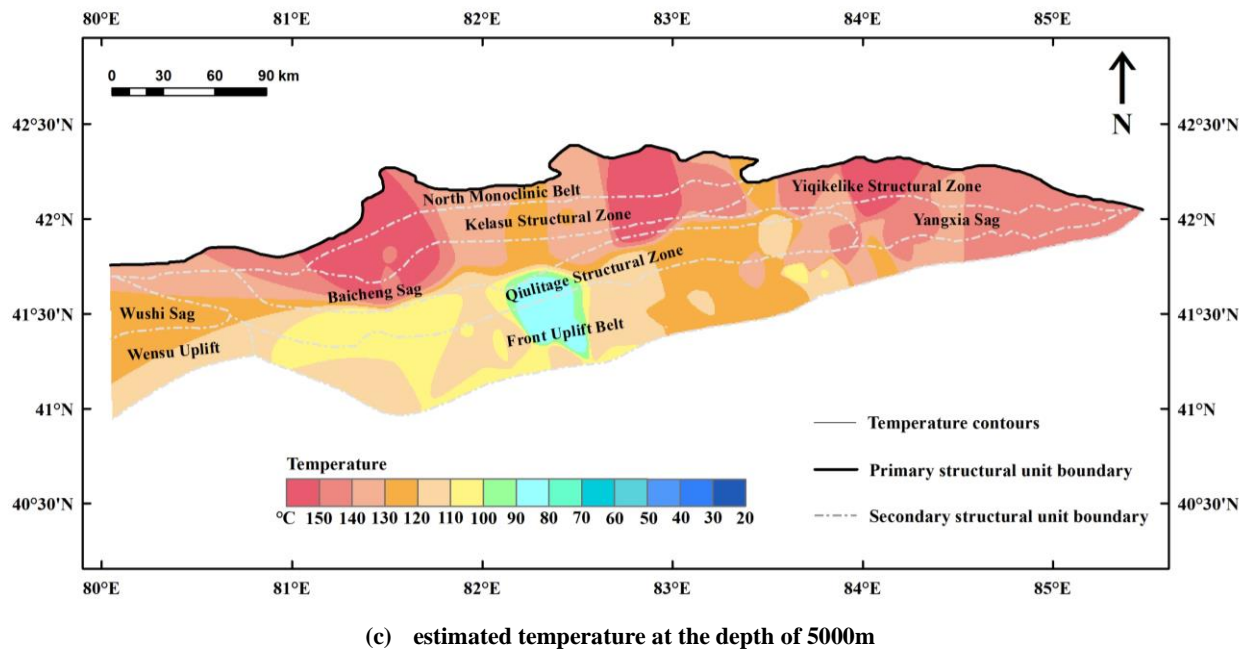 80°E 81°E 82°E 83°E 84°E 85°E
0 30 60 90 km
N
42°30'N 42°30'N
North Monoclinic Belt
Yiqikelike Structural Zone
42°N 42°N
Kelasu Structural Zone
Yangxia Sag
Qiulitage Structural Zone
Baicheng Sag
Wushi Sag
41°30'N 41°30'N
Front Uplift Belt
Wensu Uplift
41°N 41°N
Temperature contours
Temperature
Primary structural unit boundary
°C 150 140 130 120 110 100 90 80 70 60 50 40 30 20
40°30'N 40°30'N
Secondary structural unit boundary
80°E 81°E 82°E 83°E 84°E 85°E
(c) estimated temperature at the depth of 5000m